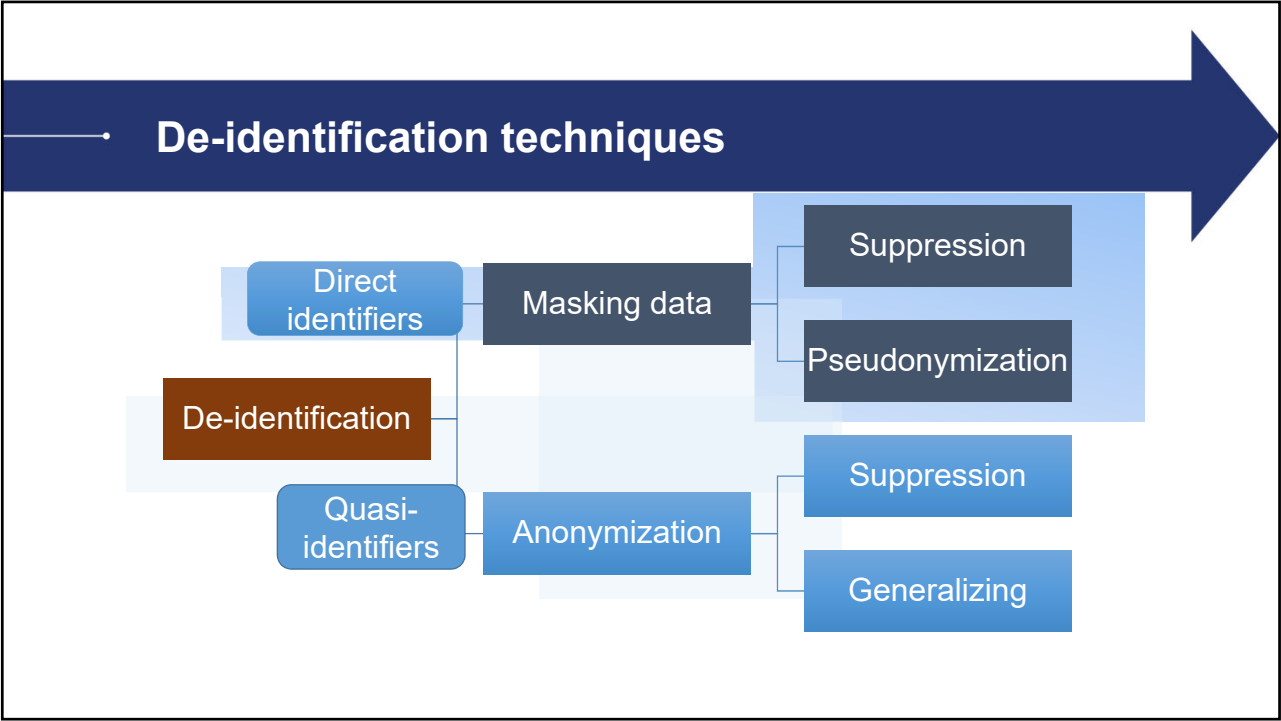 De-identification techniques
Direct
identifiers
Masking data
Suppression
Pseudonymization
De-identification
Quasi-
identifiers
Anonymization
Suppression
Generalizing